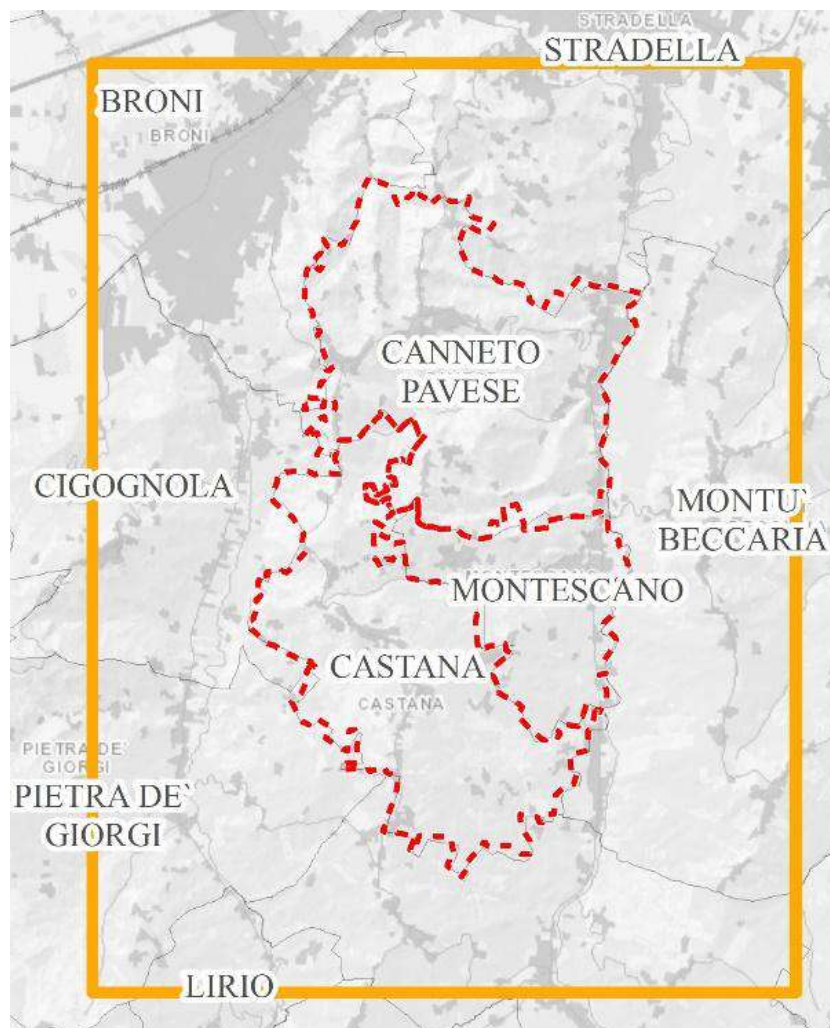 STRADELLA
STRADELLA
BRONI
BRONI
CANNETO
PAVESE
CIGOGNOLA
MONTU`
BECCARIA
MONTESCANO
CASTANA
CASTANA
PIETRA DE'
GIORGI
PIETRA DE`
GIORGI
LIRIO